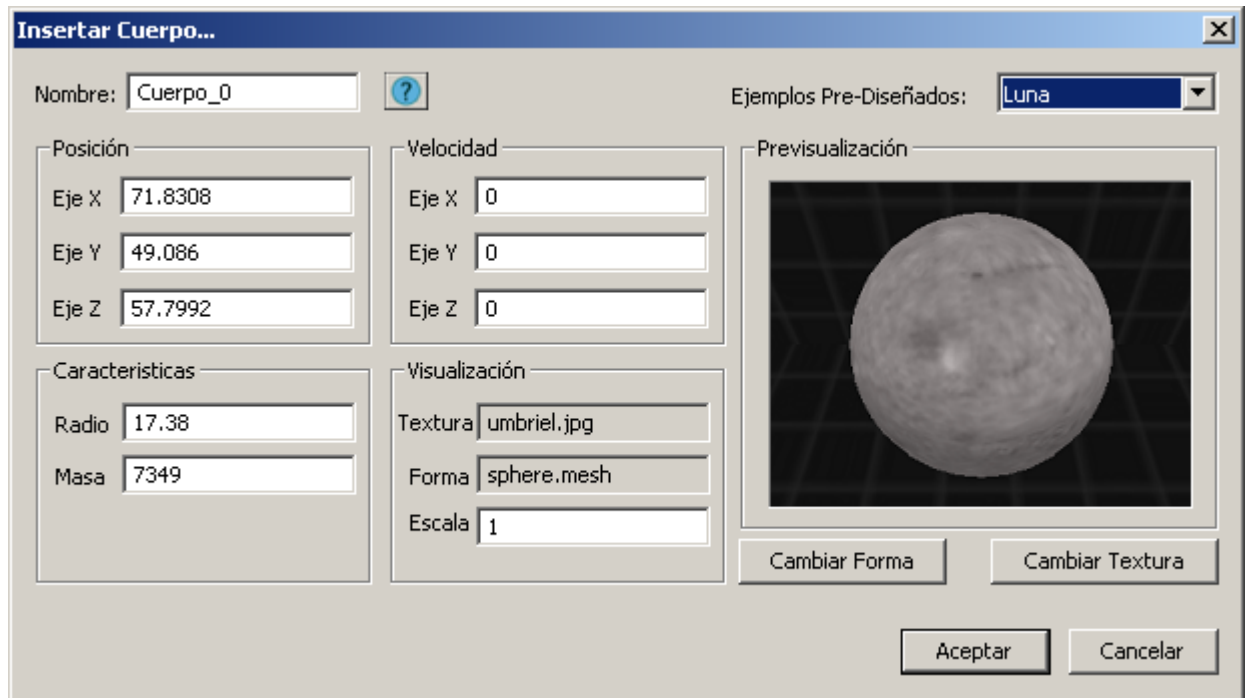 Insertar Cuerpo...
Nombre: Cuerpo_0
?
Ejemplos Pre-Diseñados: Luna
Posición
Eje X 71.8308
Eje Y 49.086
Eje Z 57.7992
Velocidad
Eje X 0
Eje Y 0
Eje Z 0
Previsualización
Caracteristicas
Radio 17.38
Masa 7349
Visualización
Textura umbriel.jpg
Forma sphere.mesh
Escala 1
Cambiar Forma
Cambiar Textura
Aceptar
Cancelar